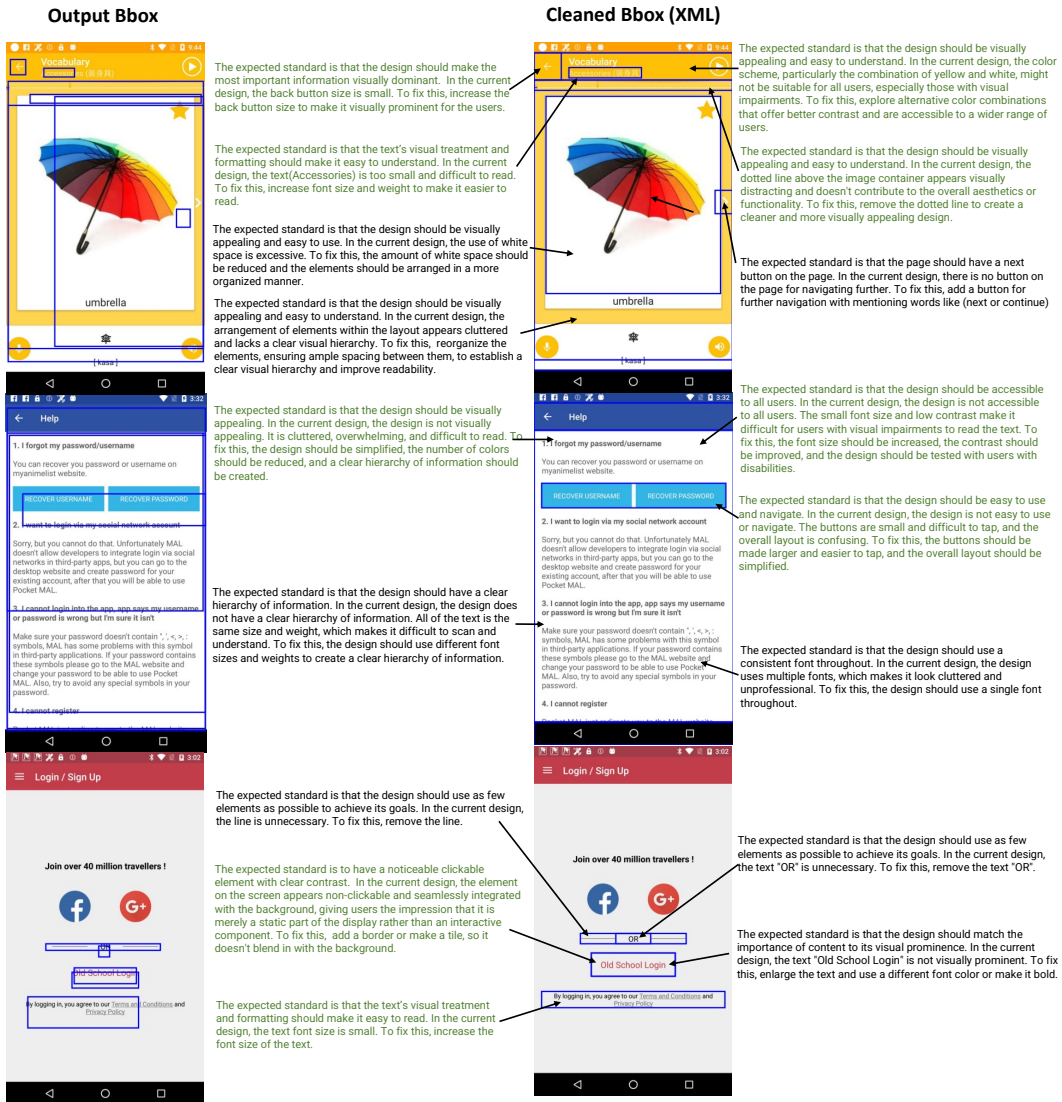 Output Bbox
Cleaned Bbox (XML)
9:44
Vocabulary
Accessories
umbrella
傘
[ kasa ]
The expected standard is that the design should make the
most important information visually dominant. In the current
design, the back button size is small. To fix this, increase the
back button size to make it visually prominent for the users.
The expected standard is that the text's visual treatment and
formatting should make it easy to understand. In the current
design, the text(Accessories) is too small and difficult to read.
To fix this, increase font size and weight to make it easier to
read.
The expected standard is that the design should be visually
appealing and easy to use. In the current design, the use of white
space is excessive. To fix this, the amount of white space should
be reduced and the elements should be arranged in a more
organized manner.
The expected standard is that the design should be visually
appealing and easy to understand. In the current design, the
arrangement of elements within the layout appears cluttered
and lacks a clear visual hierarchy. To fix this, reorganize the
elements, ensuring ample spacing between them, to establish a
clear visual hierarchy and improve readability.
9:44
Vocabulary
Accessories
umbrella
傘
[ kasa ]
The expected standard is that the design should be visually
appealing and easy to understand. In the current design, the color
scheme, particularly the combination of yellow and white, might
not be suitable for all users, especially those with visual
impairments. To fix this, explore alternative color combinations
that offer better contrast and are accessible to a wider range of
users.
The expected standard is that the design should be visually
appealing and easy to understand. In the current design, the
dotted line above the image container appears visually
distracting and doesn't contribute to the overall aesthetics or
functionality. To fix this, remove the dotted line to create a
cleaner and more visually appealing design.
The expected standard is that the page should have a next
button on the page. In the current design, there is no button on
the page for navigating further. To fix this, add a button for
further navigation with mentioning words like (next or continue)
3:32
Help
1. I forgot my password/username
You can recover you password or username on
myanimelist website.
RECOVER USERNAME
RECOVER PASSWORD
2. I want to login via my social network account
Sorry, but you cannot do that. Unfortunately MAL
doesn't allow developers to integrate login via social
networks in third-party apps, but you can go to the
desktop website and create password for your
existing account, after that you will be able to use
Pocket MAL.
3. I cannot login into the app, app says my username
or password is wrong but I'm sure it isn't
Make sure your password doesn't contain ", ', <, >, :
symbols, MAL has some problems with this symbol
in third-party applications. If your password contains
these symbols please go to the MAL website and
change your password to be able to use Pocket
MAL. Also, try to avoid any special symbols in your
password.
4. I cannot register
The expected standard is that the design should be visually
appealing. In the current design, the design is not visually
appealing. It is cluttered, overwhelming, and difficult to read. To
fix this, the design should be simplified, the number of colors
should be reduced, and a clear hierarchy of information should
be created.
The expected standard is that the design should have a clear
hierarchy of information. In the current design, the design does
not have a clear hierarchy of information. All of the text is the
same size and weight, which makes it difficult to scan and
understand. To fix this, the design should use different font
sizes and weights to create a clear hierarchy of information.
3:32
Help
1. I forgot my password/username
You can recover you password or username on
myanimelist website.
RECOVER USERNAME
RECOVER PASSWORD
2. I want to login via my social network account
Sorry, but you cannot do that. Unfortunately MAL
doesn't allow developers to integrate login via social
networks in third-party apps, but you can go to the
desktop website and create password for your
existing account, after that you will be able to use
Pocket MAL.
3. I cannot login into the app, app says my username
or password is wrong but I'm sure it isn't
Make sure your password doesn't contain ", ', <, >, :
symbols, MAL has some problems with this symbol
in third-party applications. If your password contains
these symbols please go to the MAL website and
change your password to be able to use Pocket
MAL. Also, try to avoid any special symbols in your
password.
4. I cannot register
The expected standard is that the design should be accessible
to all users. In the current design, the design is not accessible
to all users. The small font size and low contrast make it
difficult for users with visual impairments to read the text. To
fix this, the font size should be increased, the contrast should
be improved, and the design should be tested with users with
disabilities.
The expected standard is that the design should be easy to use
and navigate. In the current design, the design is not easy to use
or navigate. The buttons are small and difficult to tap, and the
overall layout is confusing. To fix this, the buttons should be
made larger and easier to tap, and the overall layout should be
simplified.
The expected standard is that the design should use a
consistent font throughout. In the current design, the design
uses multiple fonts, which makes it look cluttered and
unprofessional. To fix this, the design should use a single font
throughout.
3:02
Login / Sign Up
Join over 40 million travellers !
f
G+
OR
Old School Login
By logging in, you agree to our Terms and Conditions and
Privacy Policy
The expected standard is that the design should use as few
elements as possible to achieve its goals. In the current design,
the line is unnecessary. To fix this, remove the line.
The expected standard is to have a noticeable clickable
element with clear contrast. In the current design, the element
on the screen appears non-clickable and seamlessly integrated
with the background, giving users the impression that it is
merely a static part of the display rather than an interactive
component. To fix this, add a border or make a tile, so it
doesn't blend in with the background.
The expected standard is that the text's visual treatment
and formatting should make it easy to read. In the current
design, the text font size is small. To fix this, increase the
font size of the text.
3:02
Login / Sign Up
Join over 40 million travellers !
f
G+
OR
Old School Login
By logging in, you agree to our Terms and Conditions and
Privacy Policy
The expected standard is that the design should use as few
elements as possible to achieve its goals. In the current design,
the text "OR" is unnecessary. To fix this, remove the text "OR".
The expected standard is that the design should match the
importance of content to its visual prominence. In the current
design, the text "Old School Login" is not visually prominent. To fix
this, enlarge the text and use a different font color or make it bold.